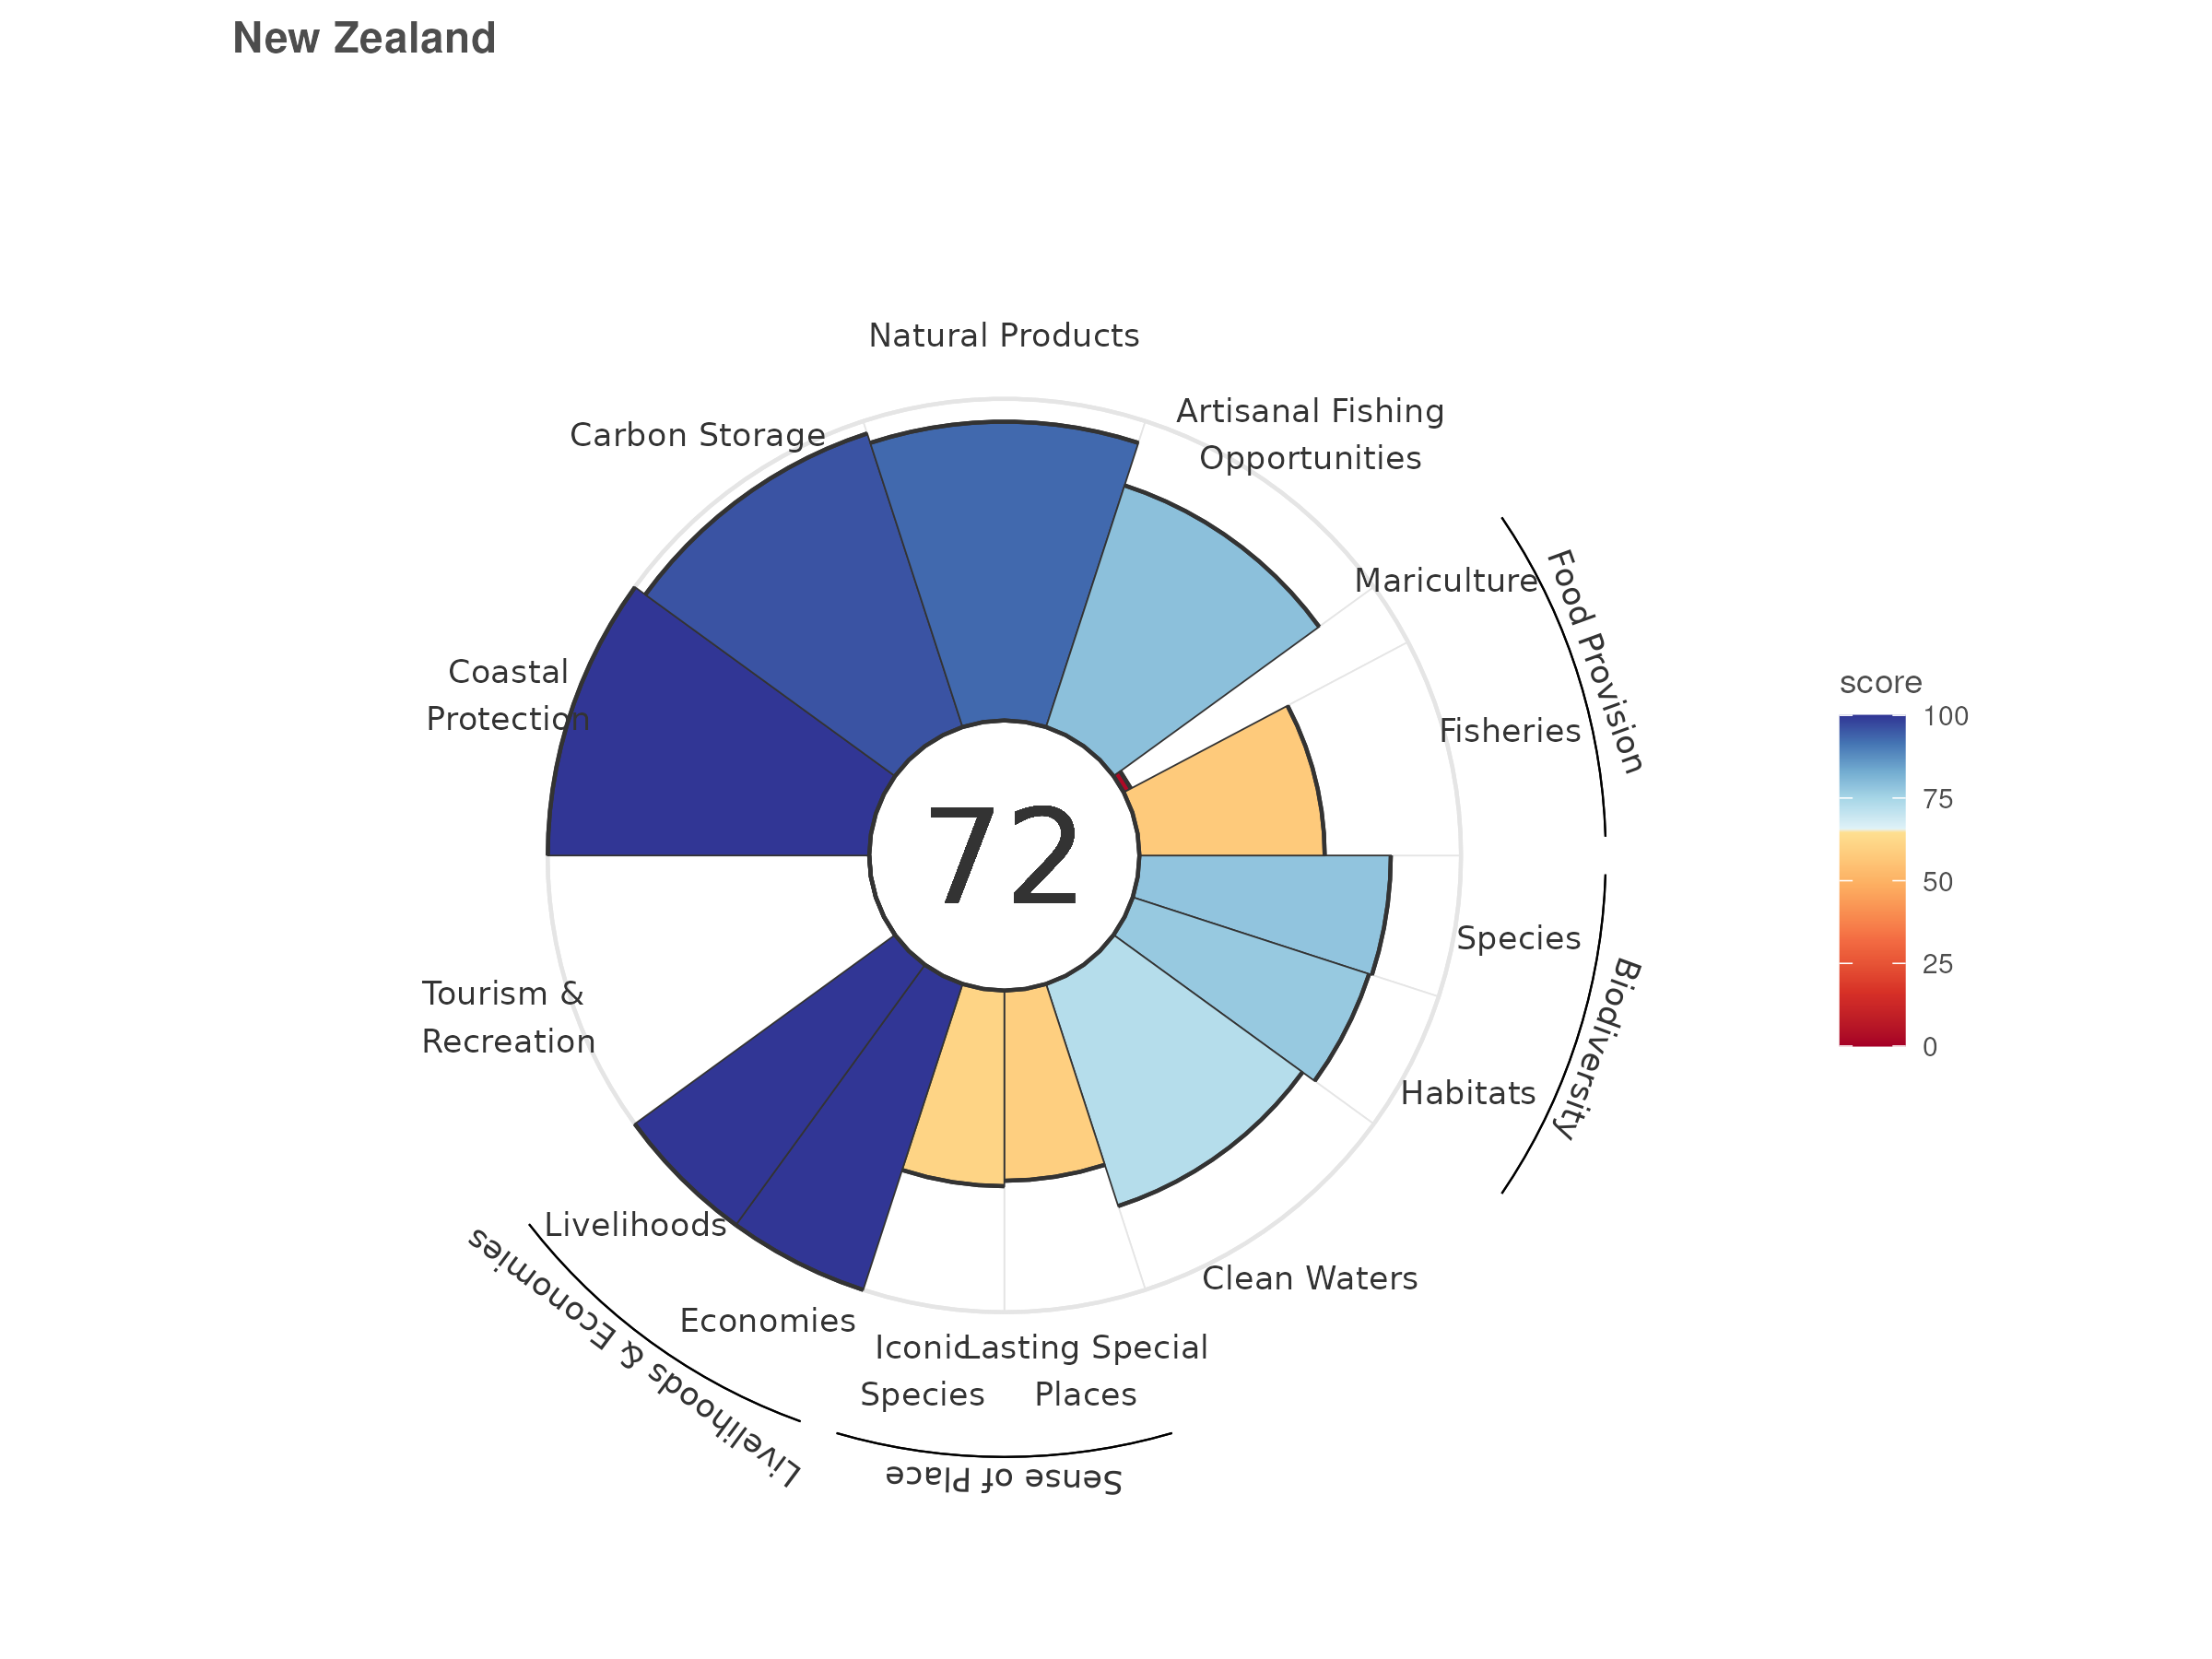 New Zealand
Natural Products
Artisanal Fishing
Opportunities
Carbon Storage
Mariculture
Food Provision
Coastal
Protection
Fisheries
score
100
75
50
25
0
72
Species
Biodiversity
Tourism &
Recreation
Habitats
Livelihoods
Clean Waters
Economies
Livelihoods & Economies
Iconic
Species
Lasting Special
Places
Sense of Place